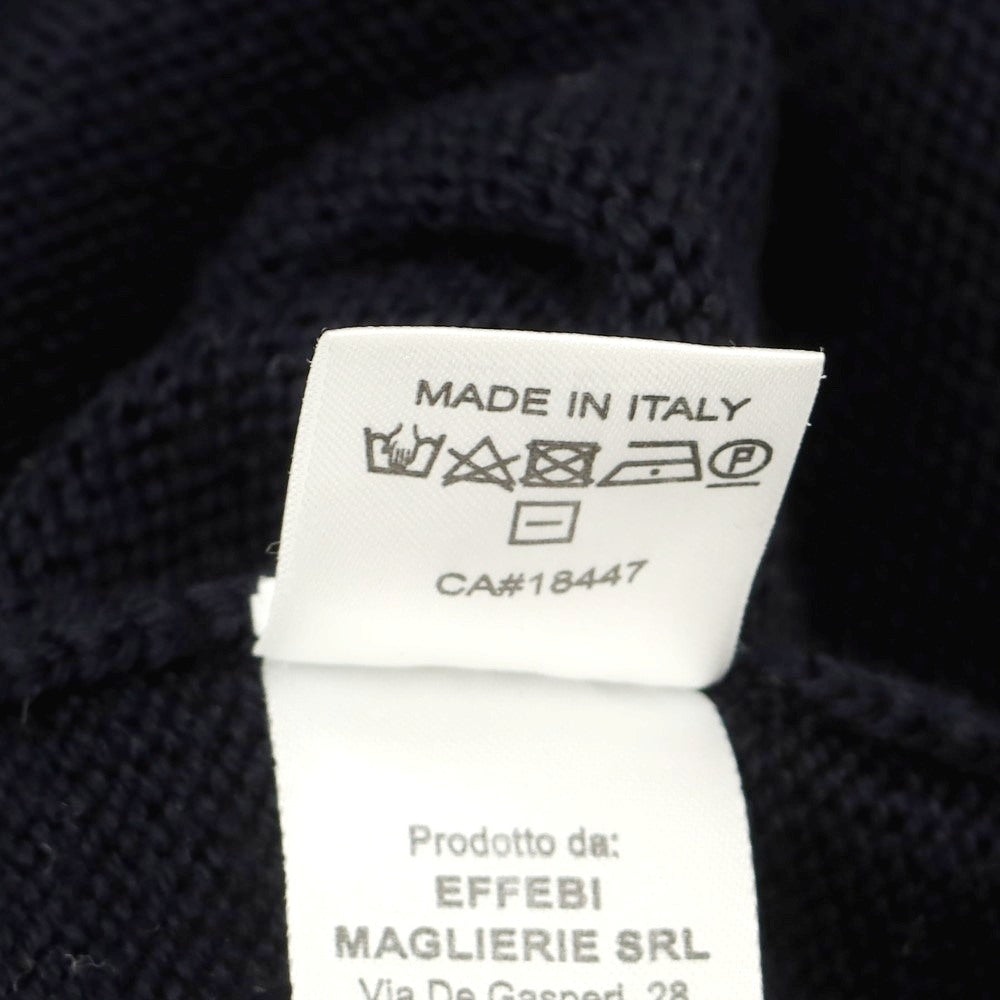 MADE IN ITALY
P
CA#18447
Prodotto da:
EFFEBI
MAGLIERIE SRL
Via De Gasperi, 28